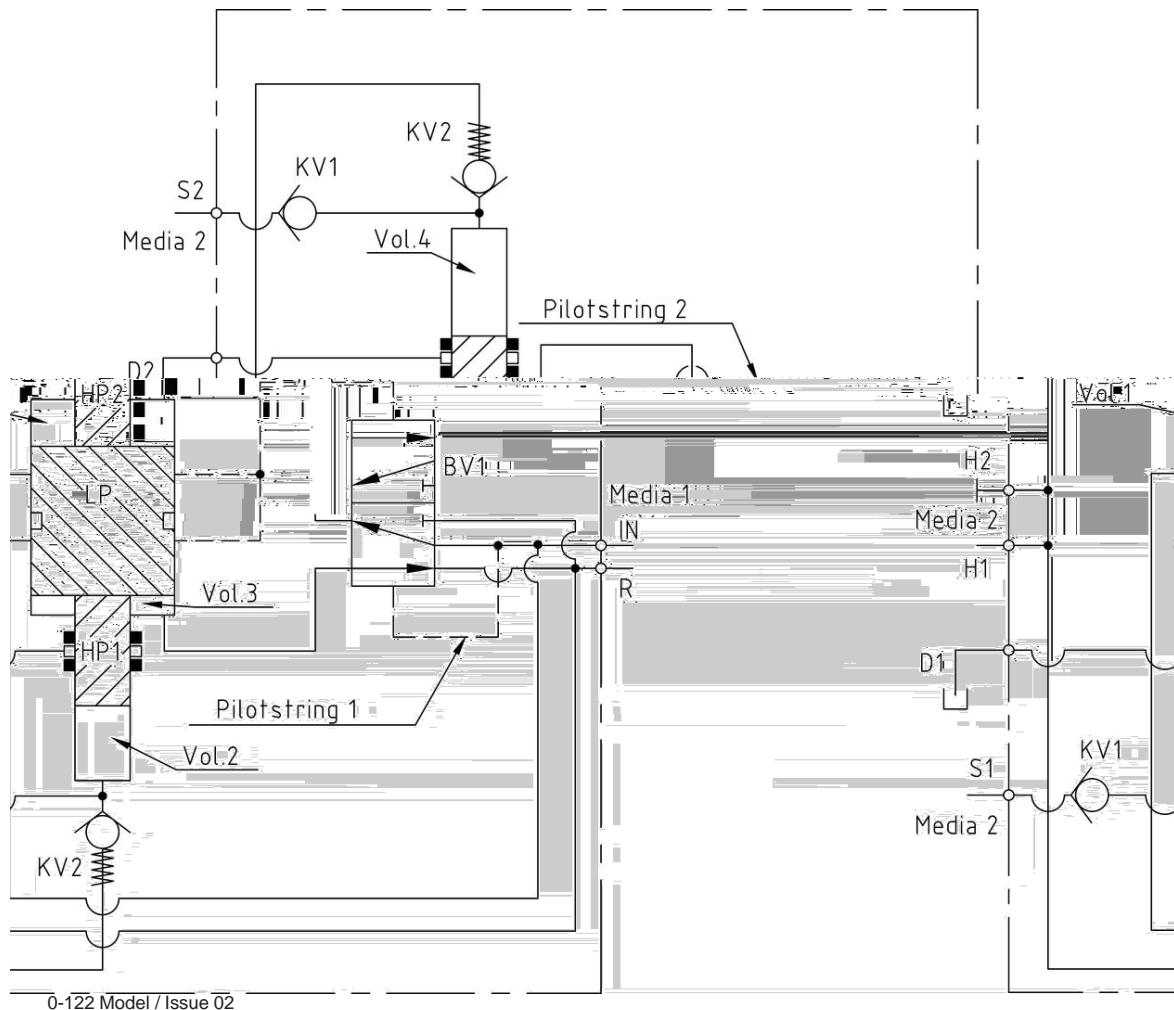 KV2
KV1
S2
Media 2
Vol.4
Pilotstring 2
D2
HP2
Vol.1
BV1
H2
LP
Media 1
Media 2
IN
H1
R
Vol.3
HP1
D1
Pilotstring 1
Vol.2
KV1
S1
Media 2
KV2
0-122 Model / Issue 02